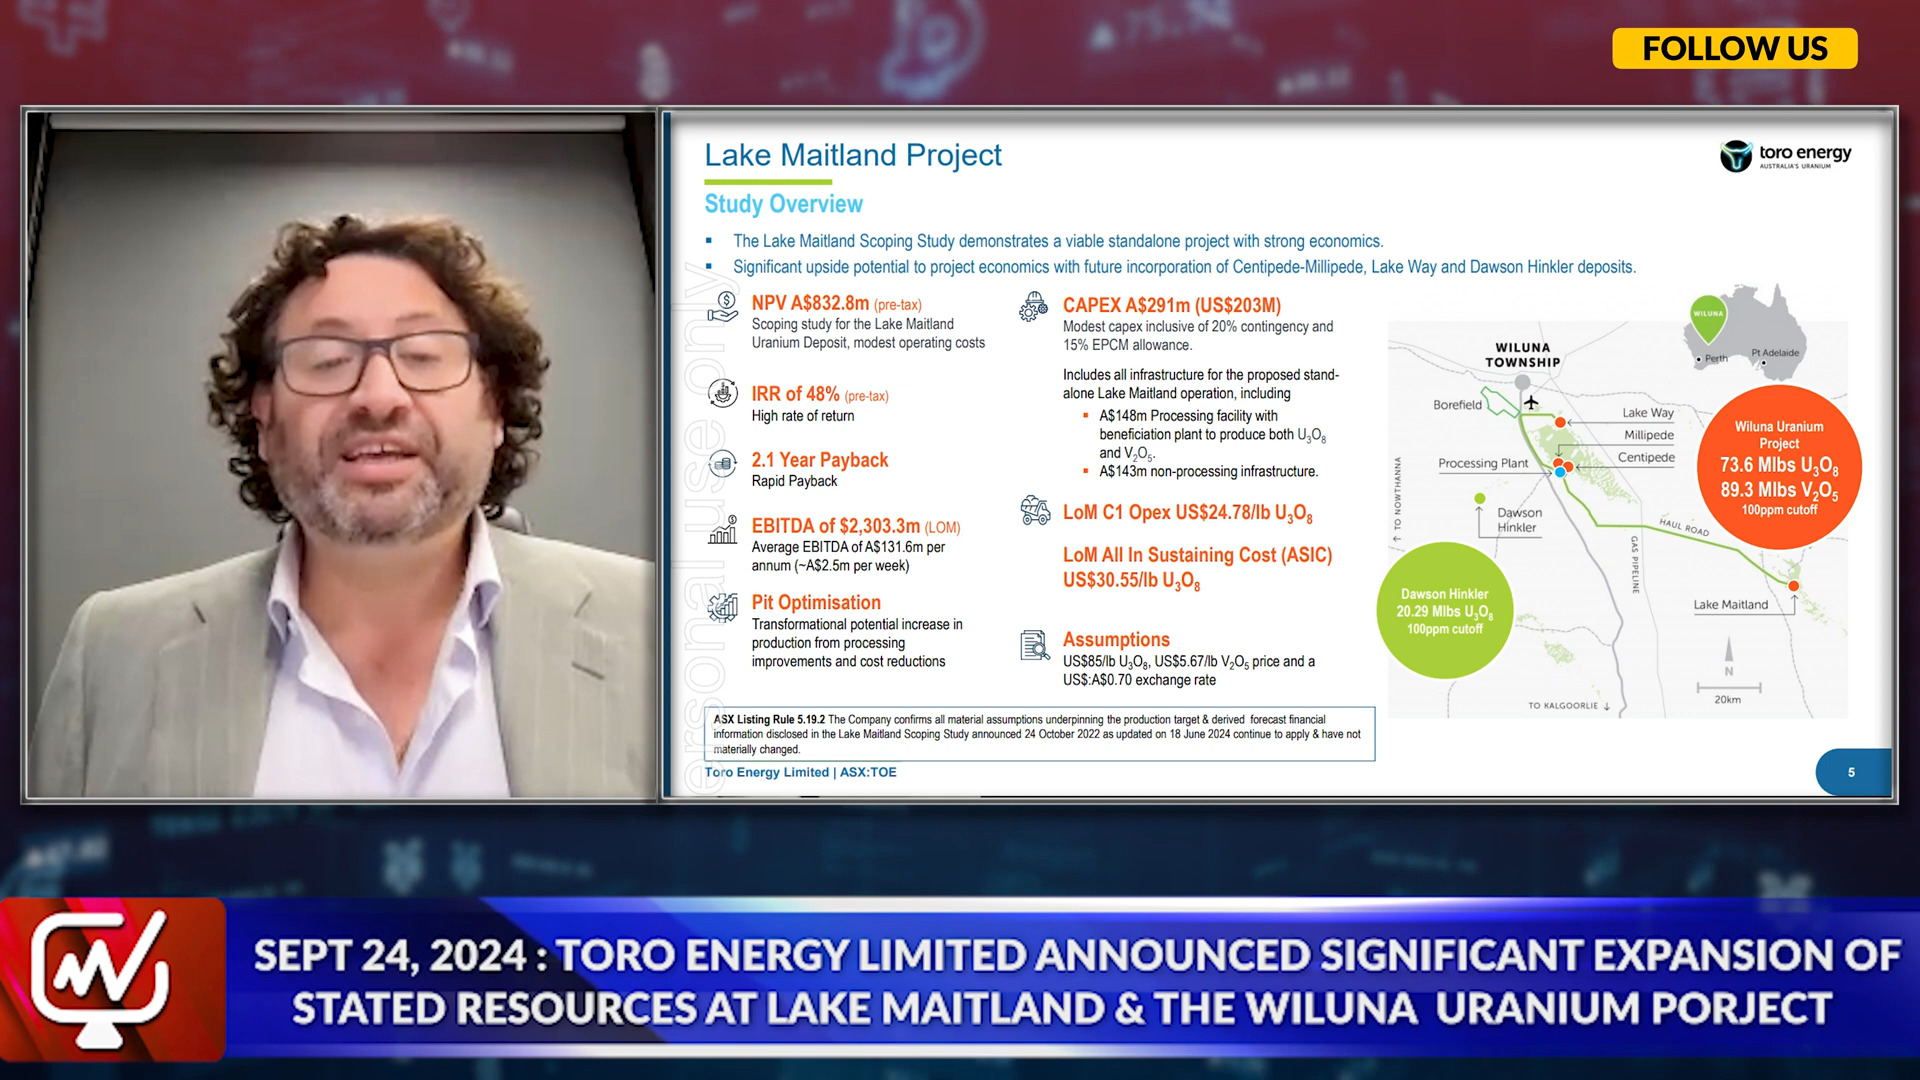 FOLLOW US
Lake Maitland Project
toro energy
AUSTRALIA'S URANIUM
Study Overview
▪ The Lake Maitland Scoping Study demonstrates a viable standalone project with strong economics.
▪ Significant upside potential to project economics with future incorporation of Centipede-Millipede, Lake Way and Dawson Hinkler deposits.
NPV A$832.8m (pre-tax)
Scoping study for the Lake Maitland
Uranium Deposit, modest operating costs
IRR of 48% (pre-tax)
High rate of return
2.1 Year Payback
Rapid Payback
EBITDA of $2,303.3m (LOM)
Average EBITDA of A$131.6m per
annum (~A$2.5m per week)
Pit Optimisation
Transformational potential increase in
production from processing
improvements and cost reductions
CAPEX A$291m (US$203M)
Modest capex inclusive of 20% contingency and
15% EPCM allowance.
Includes all infrastructure for the proposed stand-
alone Lake Maitland operation, including
▪ A$148m Processing facility with
beneficiation plant to produce both U₃O₈
and V₂O₅.
▪ A$143m non-processing infrastructure.
LoM C1 Opex US$24.78/lb U₃O₈
LoM All In Sustaining Cost (ASIC)
US$30.55/lb U₃O₈
Assumptions
US$85/lb U₃O₈, US$5.67/lb V₂O₅ price and a
US$:A$0.70 exchange rate
WILUNA
Perth
Pt Adelaide
WILUNA
TOWNSHIP
Borefield
Lake Way
Millipede
Centipede
Processing Plant
TO NOWTHANNA
Dawson
Hinkler
HAUL ROAD
GAS PIPELINE
Lake Maitland
N
20km
TO KALGOORLIE
Wiluna Uranium
Project
73.6 Mlbs U₃O₈
89.3 Mlbs V₂O₅
100ppm cutoff
Dawson Hinkler
20.29 Mlbs U₃O₈
100ppm cutoff
ersonal use only
ASX Listing Rule 5.19.2 The Company confirms all material assumptions underpinning the production target & derived forecast financial
information disclosed in the Lake Maitland Scoping Study announced 24 October 2022 as updated on 18 June 2024 continue to apply & have not
materially changed.
Toro Energy Limited | ASX:TOE
5
SEPT 24, 2024 : TORO ENERGY LIMITED ANNOUNCED SIGNIFICANT EXPANSION OF
STATED RESOURCES AT LAKE MAITLAND & THE WILUNA URANIUM PORJECT